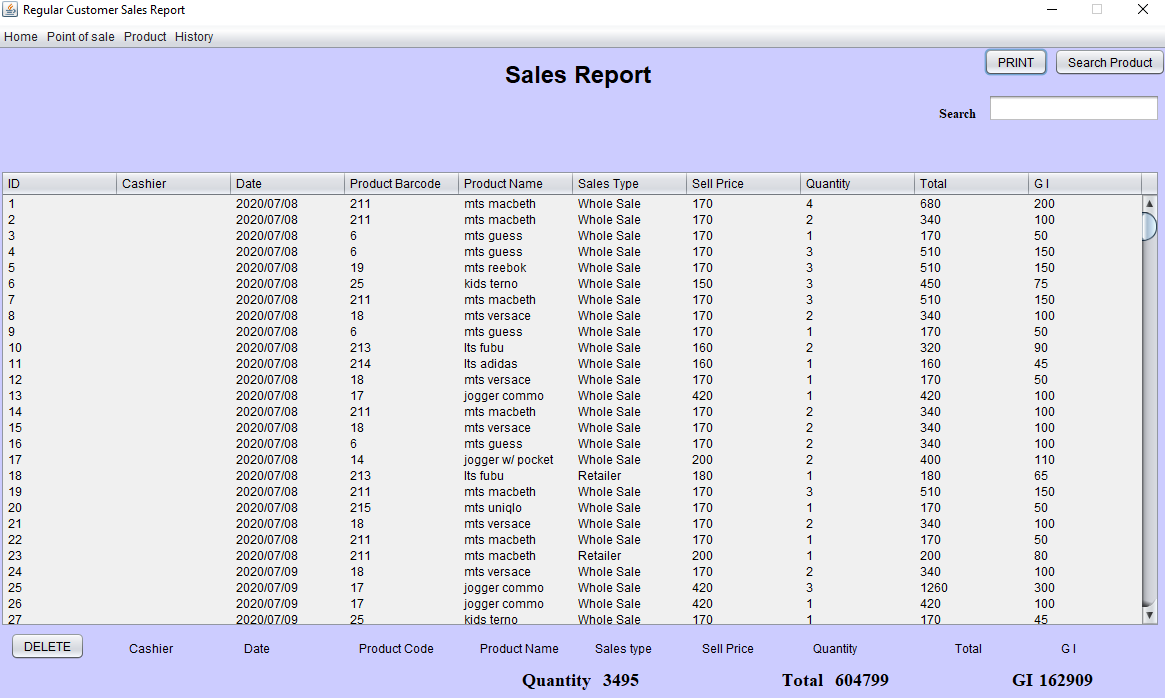 Regular Customer Sales Report
Home Point of sale Product History
PRINT Search Product
Sales Report
Search
ID Cashier Date Product Barcode Product Name Sales Type Sell Price Quantity Total G I
1 2020/07/08 211 mts macbeth Whole Sale 170 4 680 200
2 2020/07/08 211 mts macbeth Whole Sale 170 2 340 100
3 2020/07/08 6 mts guess Whole Sale 170 1 170 50
4 2020/07/08 6 mts guess Whole Sale 170 3 510 150
5 2020/07/08 19 mts reebok Whole Sale 170 3 510 150
6 2020/07/08 25 kids terno Whole Sale 150 3 450 75
7 2020/07/08 211 mts macbeth Whole Sale 170 3 510 150
8 2020/07/08 18 mts versace Whole Sale 170 2 340 100
9 2020/07/08 6 mts guess Whole Sale 170 1 170 50
10 2020/07/08 213 lts fubu Whole Sale 160 2 320 90
11 2020/07/08 214 lts adidas Whole Sale 160 1 160 45
12 2020/07/08 18 mts versace Whole Sale 170 1 170 50
13 2020/07/08 17 jogger commo Whole Sale 420 1 420 100
14 2020/07/08 211 mts macbeth Whole Sale 170 2 340 100
15 2020/07/08 18 mts versace Whole Sale 170 2 340 100
16 2020/07/08 6 mts guess Whole Sale 170 2 340 100
17 2020/07/08 14 jogger w/ pocket Whole Sale 200 2 400 110
18 2020/07/08 213 lts fubu Retailer 180 1 180 65
19 2020/07/08 211 mts macbeth Whole Sale 170 3 510 150
20 2020/07/08 215 mts uniqlo Whole Sale 170 1 170 50
21 2020/07/08 18 mts versace Whole Sale 170 2 340 100
22 2020/07/08 211 mts macbeth Whole Sale 170 1 170 50
23 2020/07/08 211 mts macbeth Retailer 200 1 200 80
24 2020/07/09 18 mts versace Whole Sale 170 2 340 100
25 2020/07/09 17 jogger commo Whole Sale 420 3 1260 300
26 2020/07/09 17 jogger commo Whole Sale 420 1 420 100
27 2020/07/09 25 kids terno Whole Sale 170 1 170 45
DELETE Cashier Date Product Code Product Name Sales type Sell Price Quantity Total G I
Quantity 3495 Total 604799 GI 162909